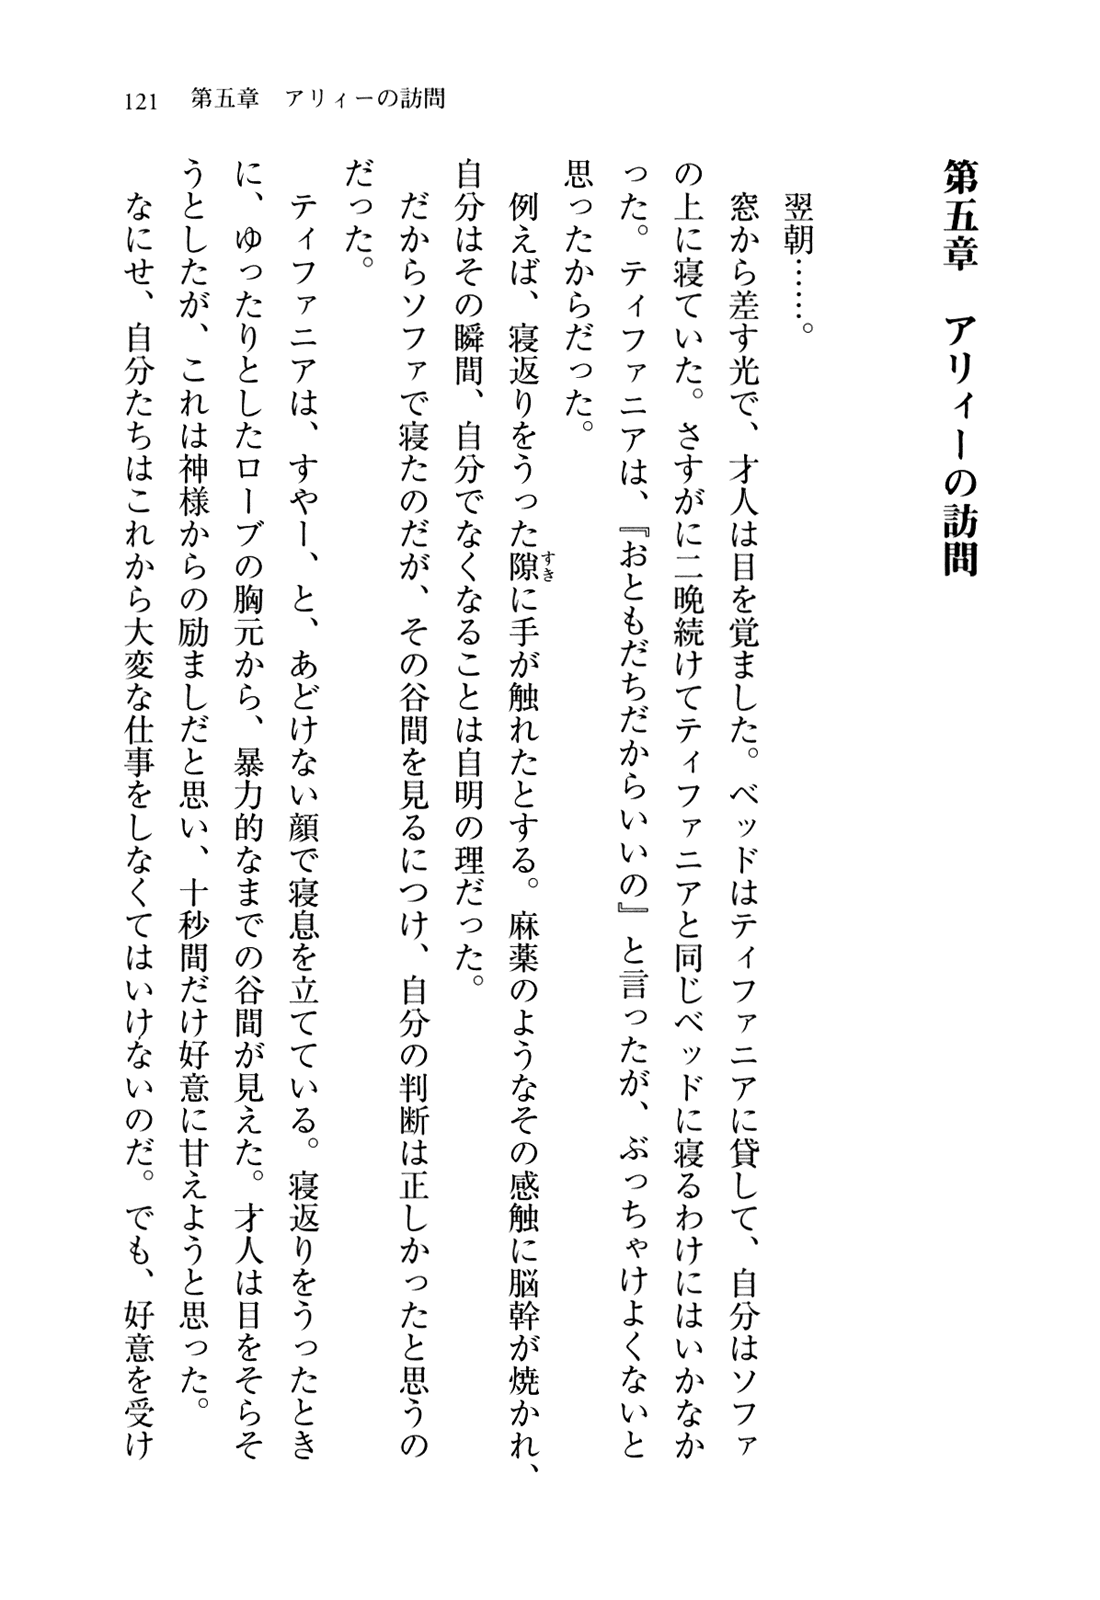 121 第五章 アリィーの訪問
第五章 アリィーの訪問
翌朝……。
窓から差す光で、才人は目を覚ました。ベッドはティファニアに貸して、自分はソファ
の上に寝ていた。さすがに二晩続けてティファニアと同じベッドに寝るわけにはいかなか
った。ティファニアは、『おともだちだからいいの』と言ったが、ぶっちゃけよくないと
思ったからだった。
例えば、寝返りをうった隙に手が触れたとする。麻薬のようなその感触に脳幹が焼かれ、
すき
自分はその瞬間、自分でなくなることは自明の理だった。
だからソファで寝たのだが、その谷間を見るにつけ、自分の判断は正しかったと思うの
だった。
ティファニアは、すやー、と、あどけない顔で寝息を立てている。寝返りをうったとき
に、ゆったりとしたローブの胸元から、暴力的なまでの谷間が見えた。才人は目をそらそ
うとしたが、これは神様からの励ましだと思い、十秒間だけ好意に甘えようと思った。
なにせ、自分たちはこれから大変な仕事をしなくてはいけないのだ。でも、好意を受け